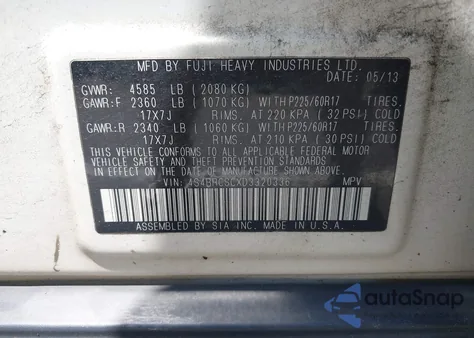 MFD BY FUJI HEAVY INDUSTRIES LTD.
DATE: 05/13
GVWR: 4585 LB (2080 KG)
GAWR:F 2360 LB (1070 KG) WITH P225/60R17 TIRES.
17X7J RIMS. AT 220 KPA (32 PSI) COLD
GAWR:R 2340 LB (1060 KG) WITH P225/60R17 TIRES.
17X7J RIMS. AT 210 KPA (30 PSI) COLD
THIS VEHICLE CONFORMS TO ALL APPLICABLE FEDERAL MOTOR
VEHICLE SAFETY AND THEFT PREVENTION STANDARDS IN EFFECT
ON THE DATE OF MANUFACTURE SHOWN ABOVE.
VIN: MPV
ASSEMBLED BY SIA INC. MADE IN U.S.A.
autoSnap